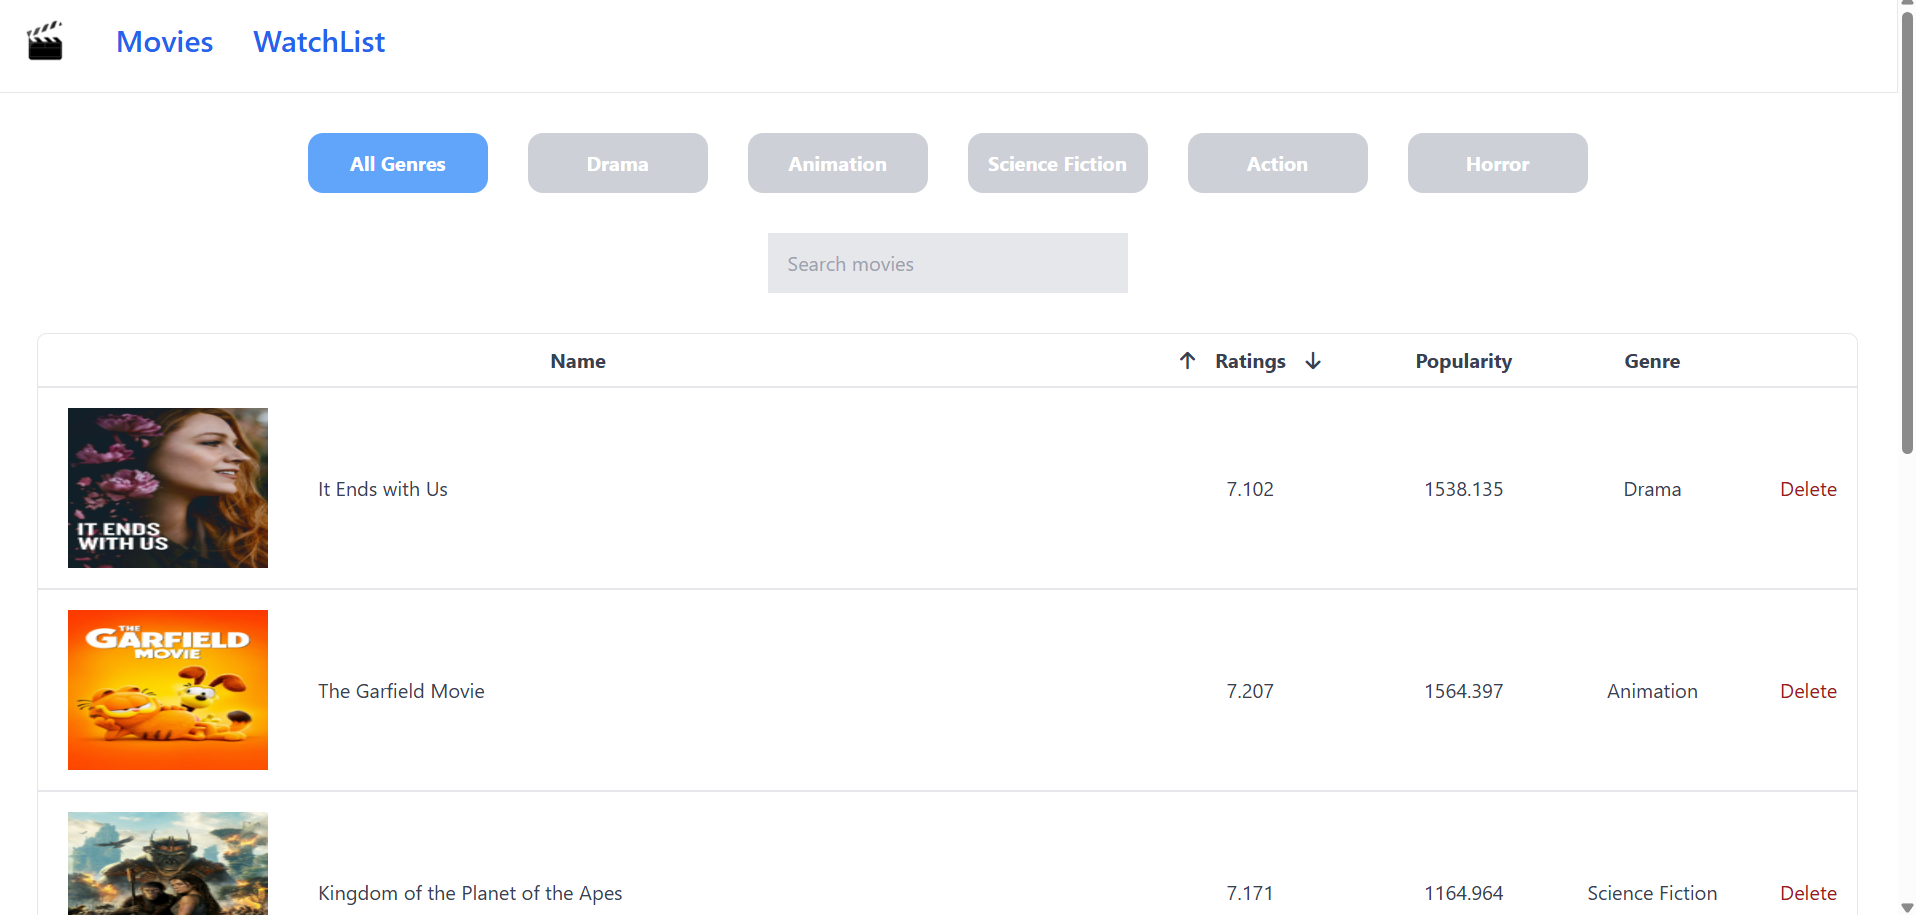 Movies WatchList
All Genres Drama Animation Science Fiction Action Horror
Search movies
Name ↑ Ratings ↓ Popularity Genre
IT ENDS
WITH US
It Ends with Us 7.102 1538.135 Drama Delete
THE
GARFIELD
MOVIE
The Garfield Movie 7.207 1564.397 Animation Delete
Kingdom of the Planet of the Apes 7.171 1164.964 Science Fiction Delete